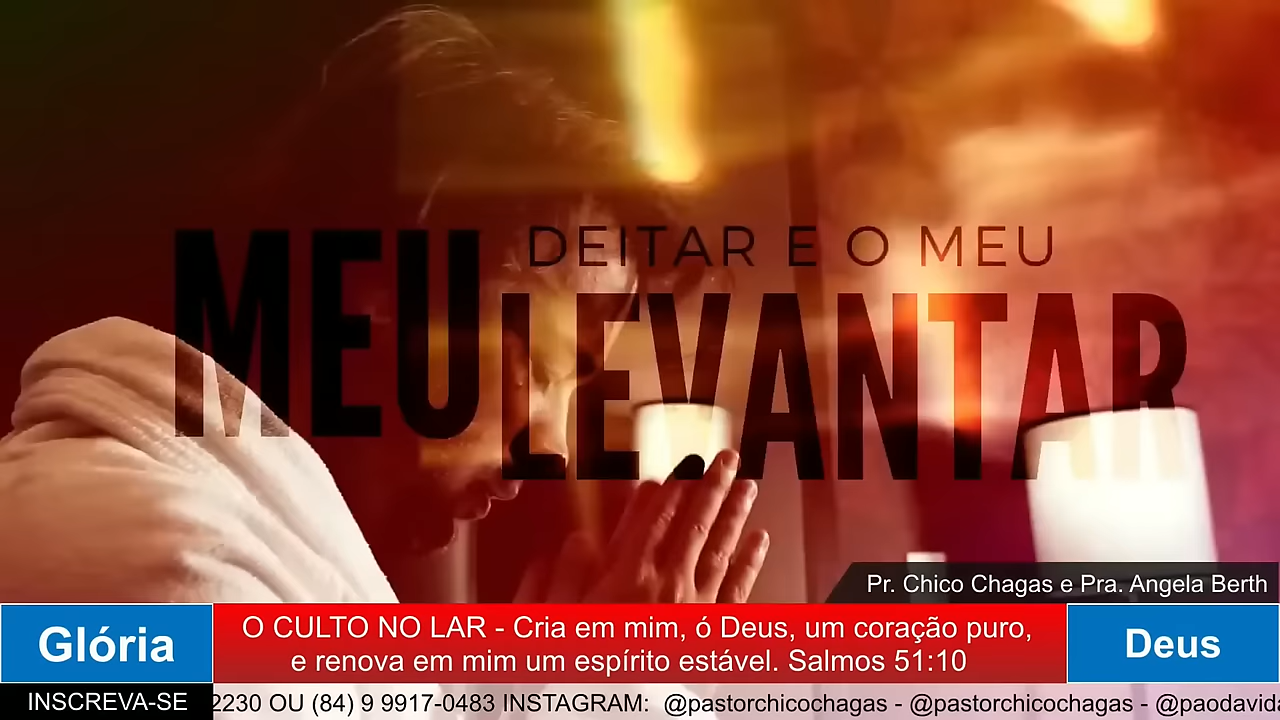 MEU DEITAR E O MEU
LEVANTAR
Pr. Chico Chagas e Pra. Angela Berth
Glória
O CULTO NO LAR - Cria em mim, ó Deus, um coração puro,
e renova em mim um espírito estável. Salmos 51:10
Deus
INSCREVA-SE
2230 OU (84) 9 9917-0483 INSTAGRAM: @pastorchicochagas - @pastorchicochagas - @paodavida